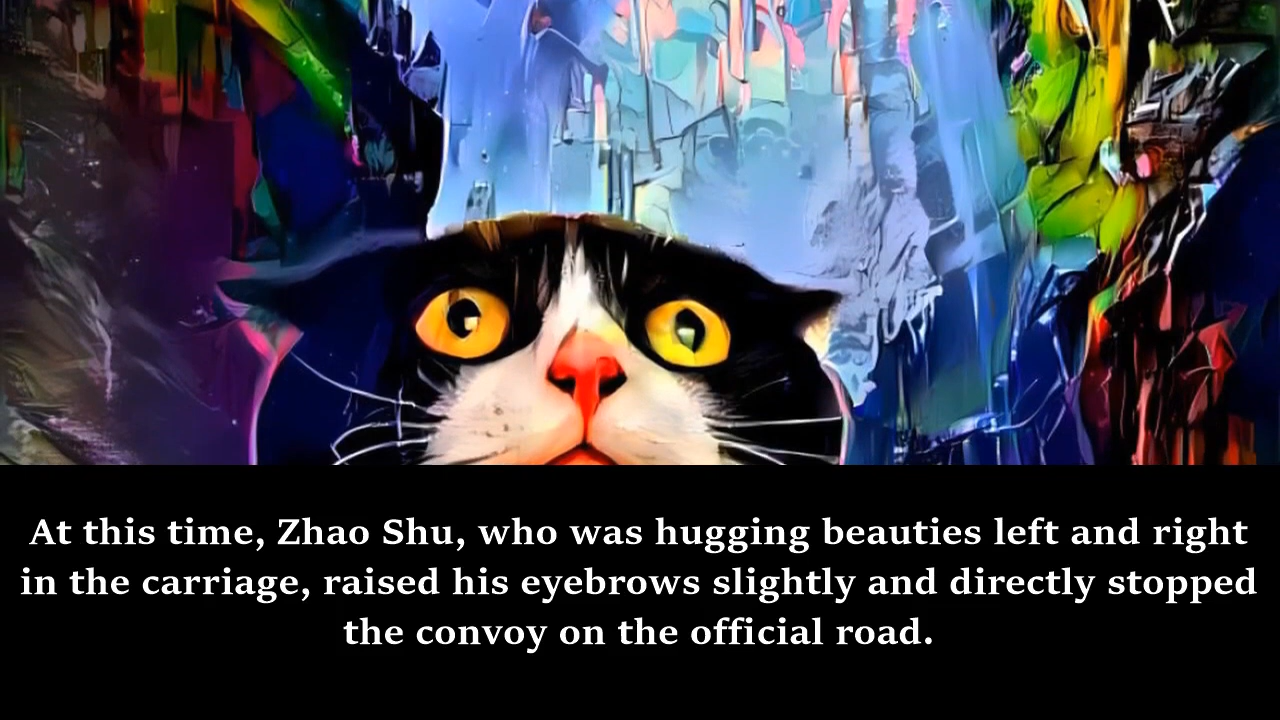 At this time, Zhao Shu, who was hugging beauties left and right
in the carriage, raised his eyebrows slightly and directly stopped
the convoy on the official road.